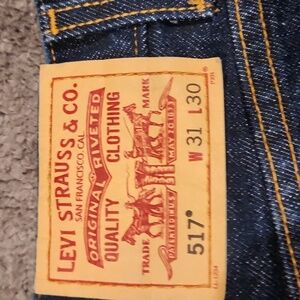 LEVI STRAUSS & CO.
SAN FRANCISCO, CAL.
ORIGINAL RIVETED
QUALITY CLOTHING
TRADE MARK
PATENTED IN U.S. MAY 20 1873
517®
W 31 L 30